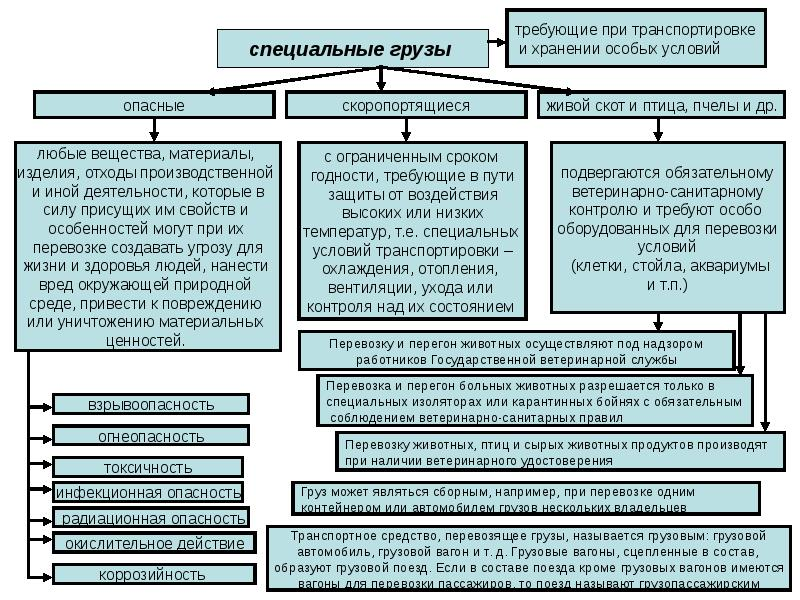 специальные грузы
требующие при транспортировке
и хранении особых условий
опасные
скоропортящиеся
живой скот и птица, пчелы и др.
любые вещества, материалы,
изделия, отходы производственной
и иной деятельности, которые в
силу присущих им свойств и
особенностей могут при их
перевозке создавать угрозу для
жизни и здоровья людей, нанести
вред окружающей природной
среде, привести к повреждению
или уничтожению материальных
ценностей.
с ограниченным сроком
годности, требующие в пути
защиты от воздействия
высоких или низких
температур, т.е. специальных
условий транспортировки –
охлаждения, отопления,
вентиляции, ухода или
контроля над их состоянием
подвергаются обязательному
ветеринарно-санитарному
контролю и требуют особо
оборудованных для перевозки
условий
(клетки, стойла, аквариумы
и т.п.)
Перевозку и перегон животных осуществляют под надзором
работников Государственной ветеринарной службы
Перевозка и перегон больных животных разрешается только в
специальных изоляторах или карантинных бойнях с обязательным
соблюдением ветеринарно-санитарных правил
Перевозку животных, птиц и сырых животных продуктов производят
при наличии ветеринарного удостоверения
взрывоопасность
огнеопасность
токсичность
инфекционная опасность
радиационная опасность
окислительное действие
коррозийность
Груз может являться сборным, например, при перевозке одним
контейнером или автомобилем грузов нескольких владельцев
Транспортное средство, перевозящее грузы, называется грузовым: грузовой
автомобиль, грузовой вагон и т. д. Грузовые вагоны, сцепленные в состав,
образуют грузовой поезд. Если в составе поезда кроме грузовых вагонов имеются
вагоны для перевозки пассажиров, то поезд называют грузопассажирским